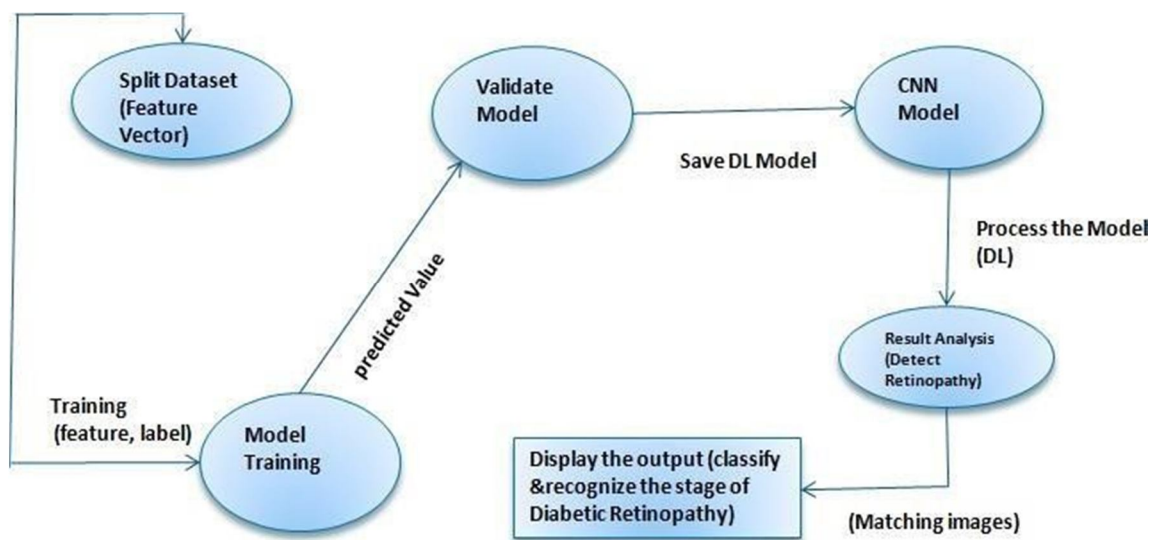 Split Dataset
(Feature
Vector)
Validate
Model
CNN
Model
Save DL Model
Process the Model
(DL)
predicted Value
Result Analysis
(Detect
Retinopathy)
Training
(feature, label)
Model
Training
Display the output (classify
&recognize the stage of
Diabetic Retinopathy)
(Matching images)